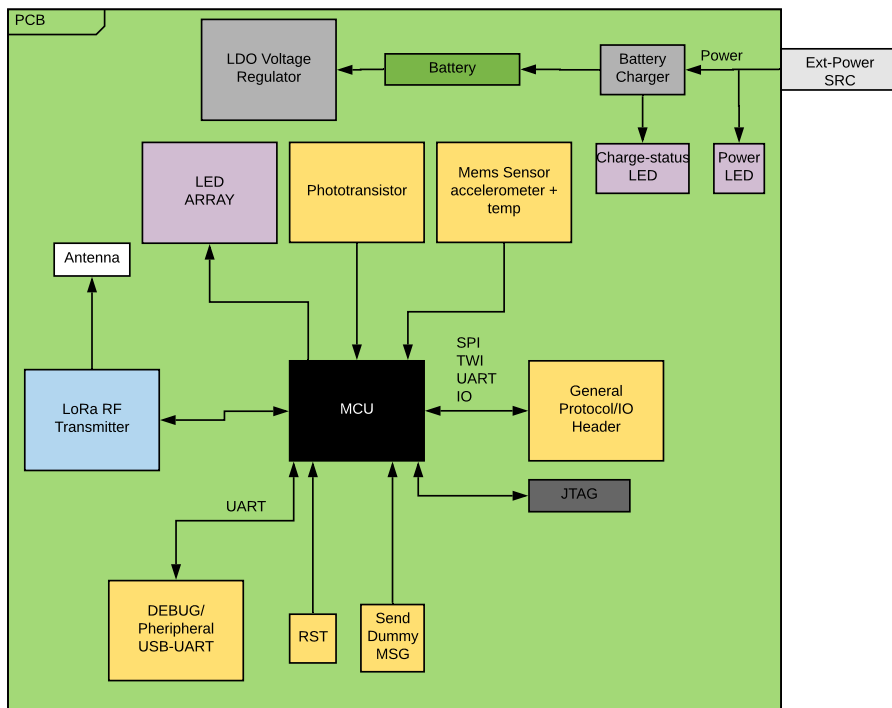 PCB
LDO Voltage
Regulator
Battery
Battery
Charger
Power
Ext-Power
SRC
Charge-status
LED
Power
LED
LED
ARRAY
Phototransistor
Mems Sensor
accelerometer +
temp
Antenna
LoRa RF
Transmitter
MCU
SPI
TWI
UART
IO
General
Protocol/IO
Header
JTAG
UART
DEBUG/
Pheripheral
USB-UART
RST
Send
Dummy
MSG